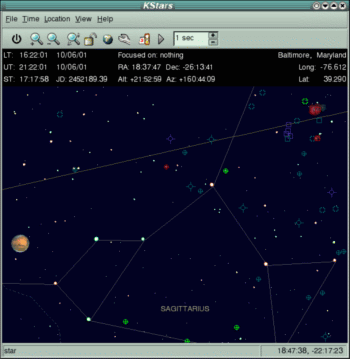 KStars
File Time Location View Help
1 sec
LT: 16:22:01 10/06/01 Focused on: nothing Baltimore, Maryland
UT: 21:22:01 10/06/01 RA: 18:37:47 Dec: -26:13:41 Long: -76.612
ST: 17:17:58 JD: 2452189.39 Alt: +21:52:59 Az: +160:44:09 Lat: 39.290
SAGITTARIUS
star 18:47:38, -22:17:23